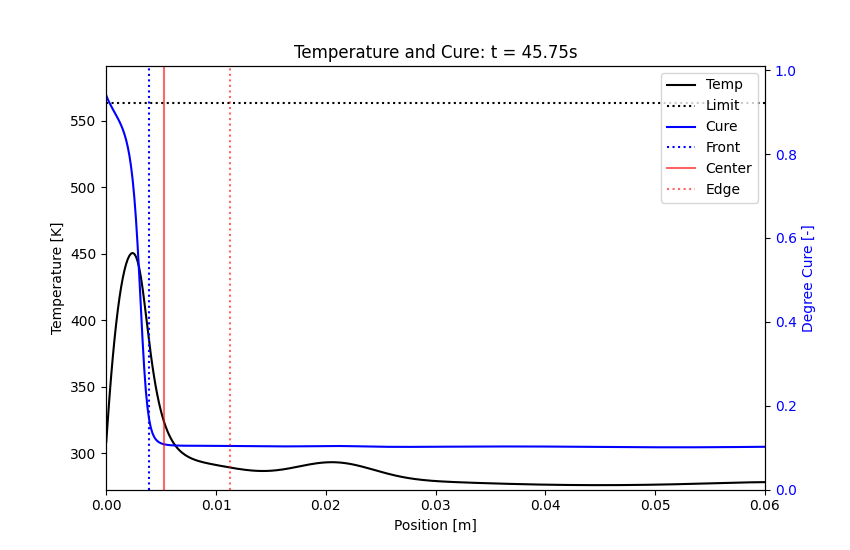 Temperature and Cure: t = 45.75s
Temp
Limit
Cure
Front
Center
Edge
Temperature [K]
550
500
450
400
350
300
1.0
0.8
0.6
0.4
0.2
0.0
Degree Cure [-]
0.00 0.01 0.02 0.03 0.04 0.05 0.06
Position [m]